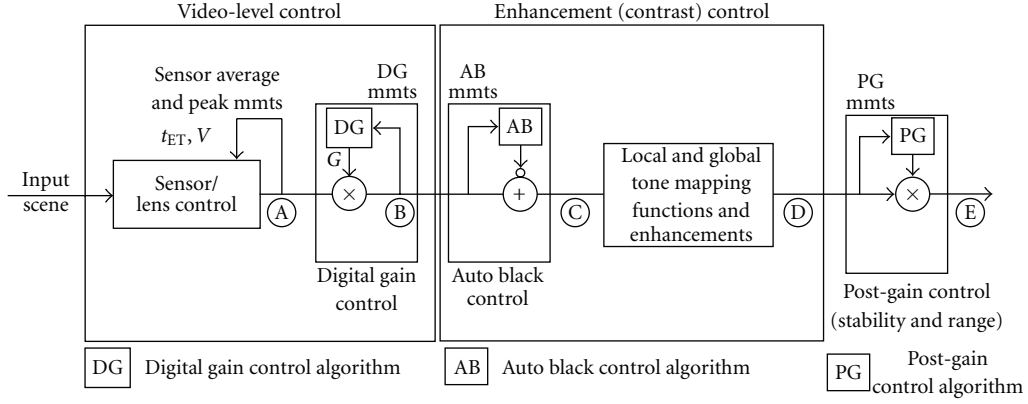 Video-level control
Enhancement (contrast) control
Sensor average
and peak mmts
t_ET, V
DG
mmts
AB
mmts
PG
mmts
DG
G
×
AB
+
PG
×
Input
scene
Sensor/
lens control
A
B
C
Local and global
tone mapping
functions and
enhancements
D
E
Digital gain
control
Auto black
control
Post-gain control
(stability and range)
DG Digital gain control algorithm
AB Auto black control algorithm
PG Post-gain
control algorithm